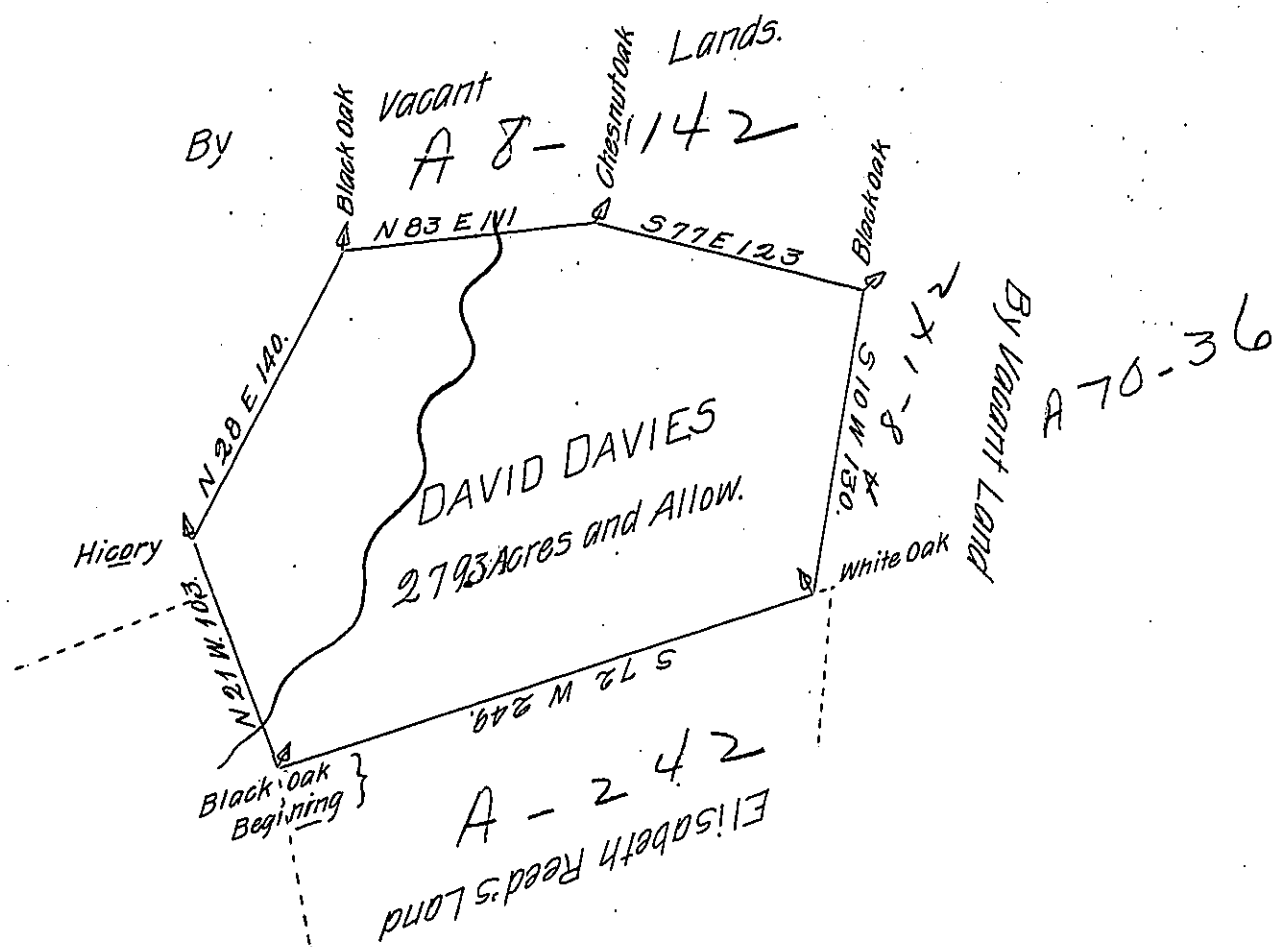 By
Vacant
Lands.
A 8-142
Black Oak
Chesnut Oak
Black Oak
N 83 E 111
S 77 E 123
N 28 E 140.
S 10 W 130.
A 8-142
By Vacant Land
A 70-36
DAVID DAVIES
2793 Acres and Allow.
Hicory
White Oak
N 21 W. 103.
S 72 W 249.
Black Oak
Begining }
A - 242
Elisabeth Reed's Land